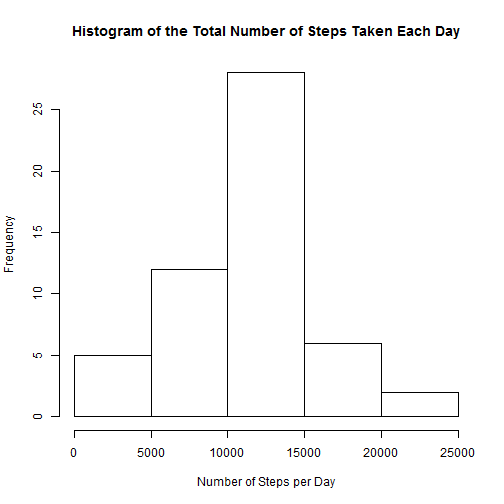 Histogram of the Total Number of Steps Taken Each Day
Frequency
25
20
15
10
5
0
0 5000 10000 15000 20000 25000
Number of Steps per Day